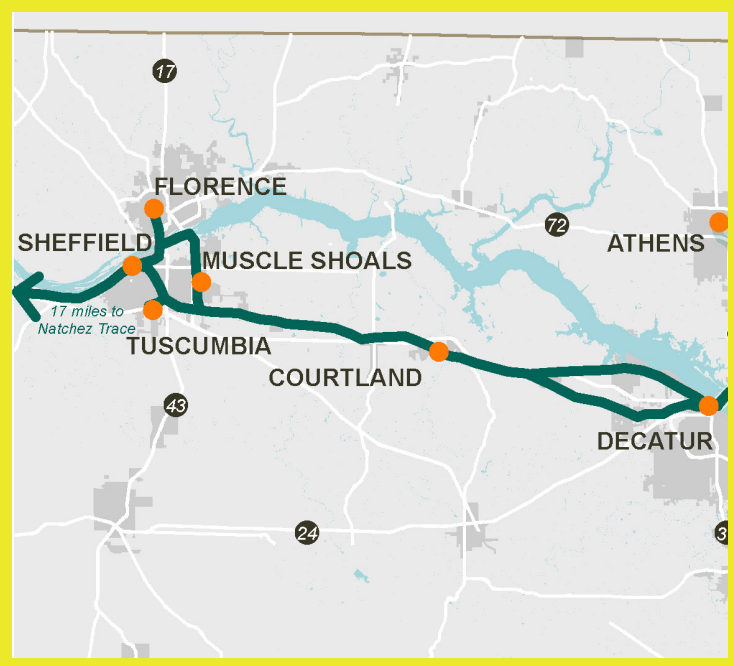 17
FLORENCE
72
SHEFFIELD
ATHENS
MUSCLE SHOALS
17 miles to
Natchez Trace
TUSCUMBIA
COURTLAND
43
DECATUR
24